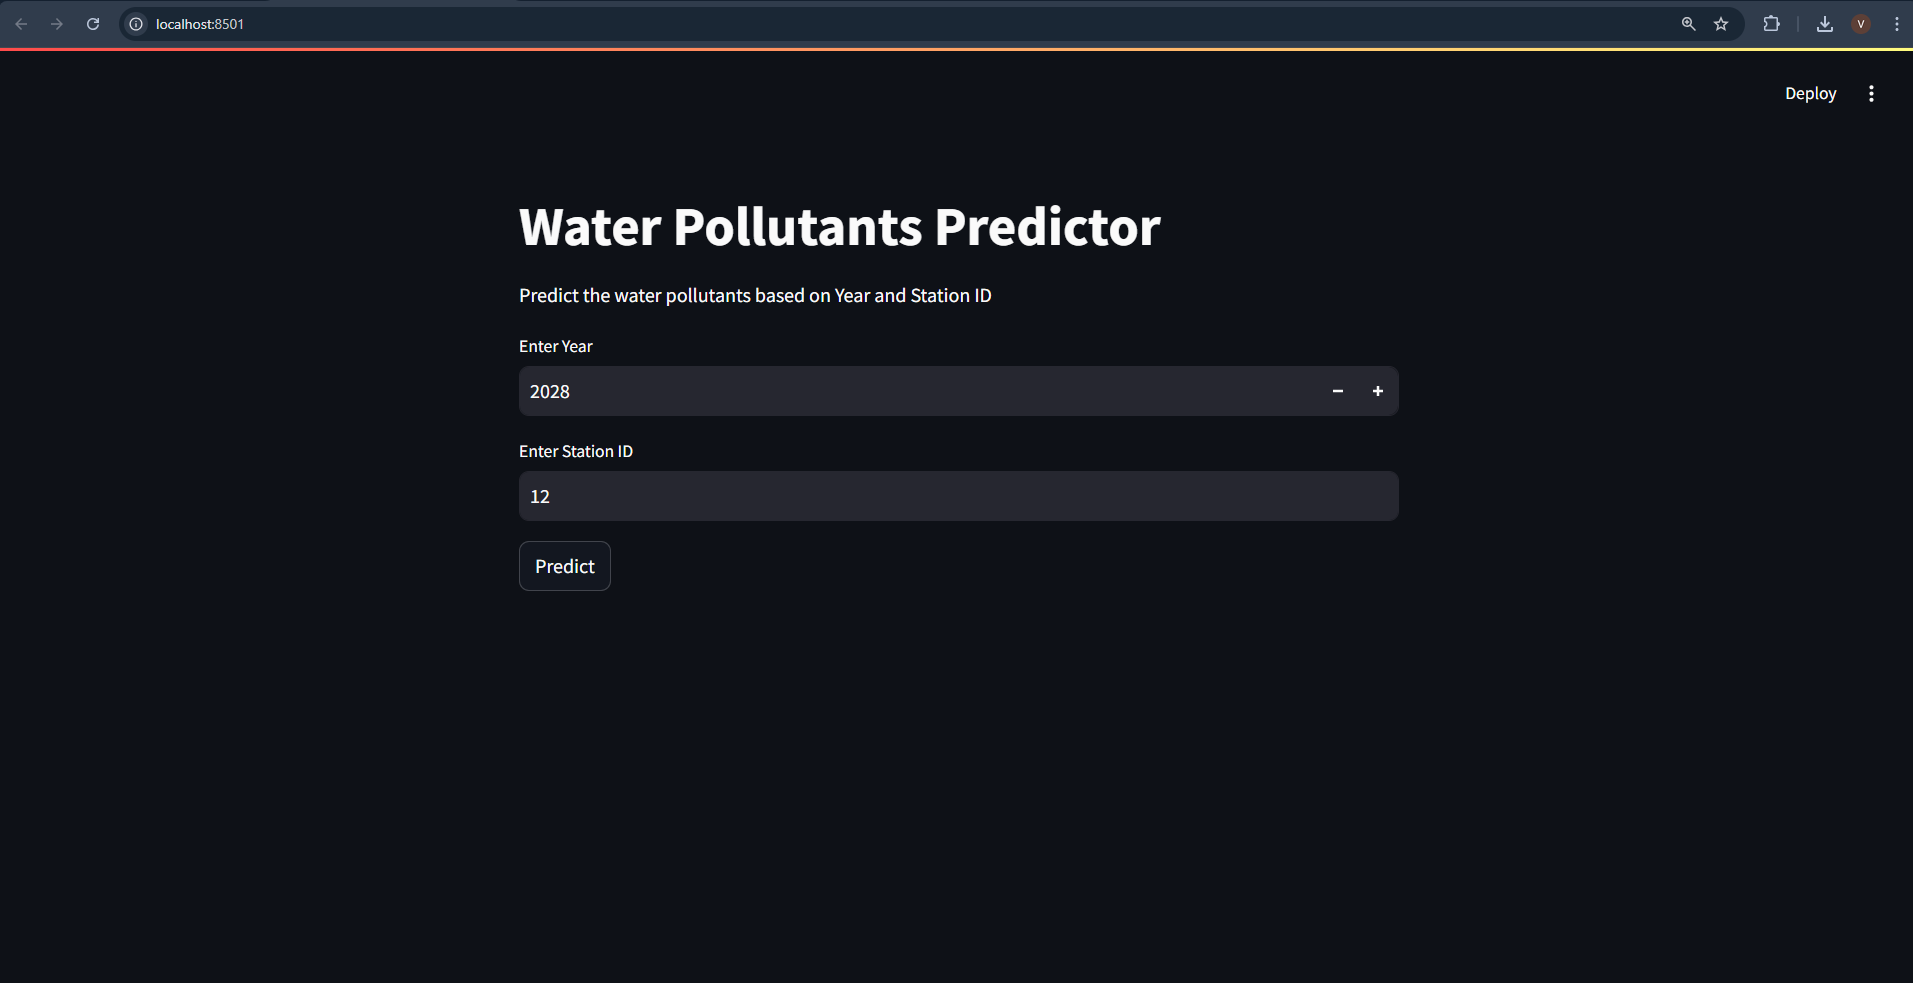 localhost:8501
V
Deploy
Water Pollutants Predictor
Predict the water pollutants based on Year and Station ID
Enter Year
2028
Enter Station ID
12
Predict